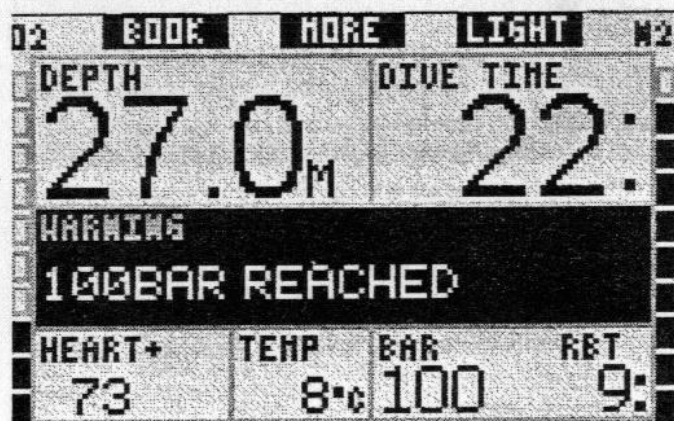 O2 BOOK MORE LIGHT N2
DEPTH DIVE TIME
27.0M 22:
WARNING
100BAR REACHED
HEART+ TEMP BAR RBT
73 8°C 100 9: